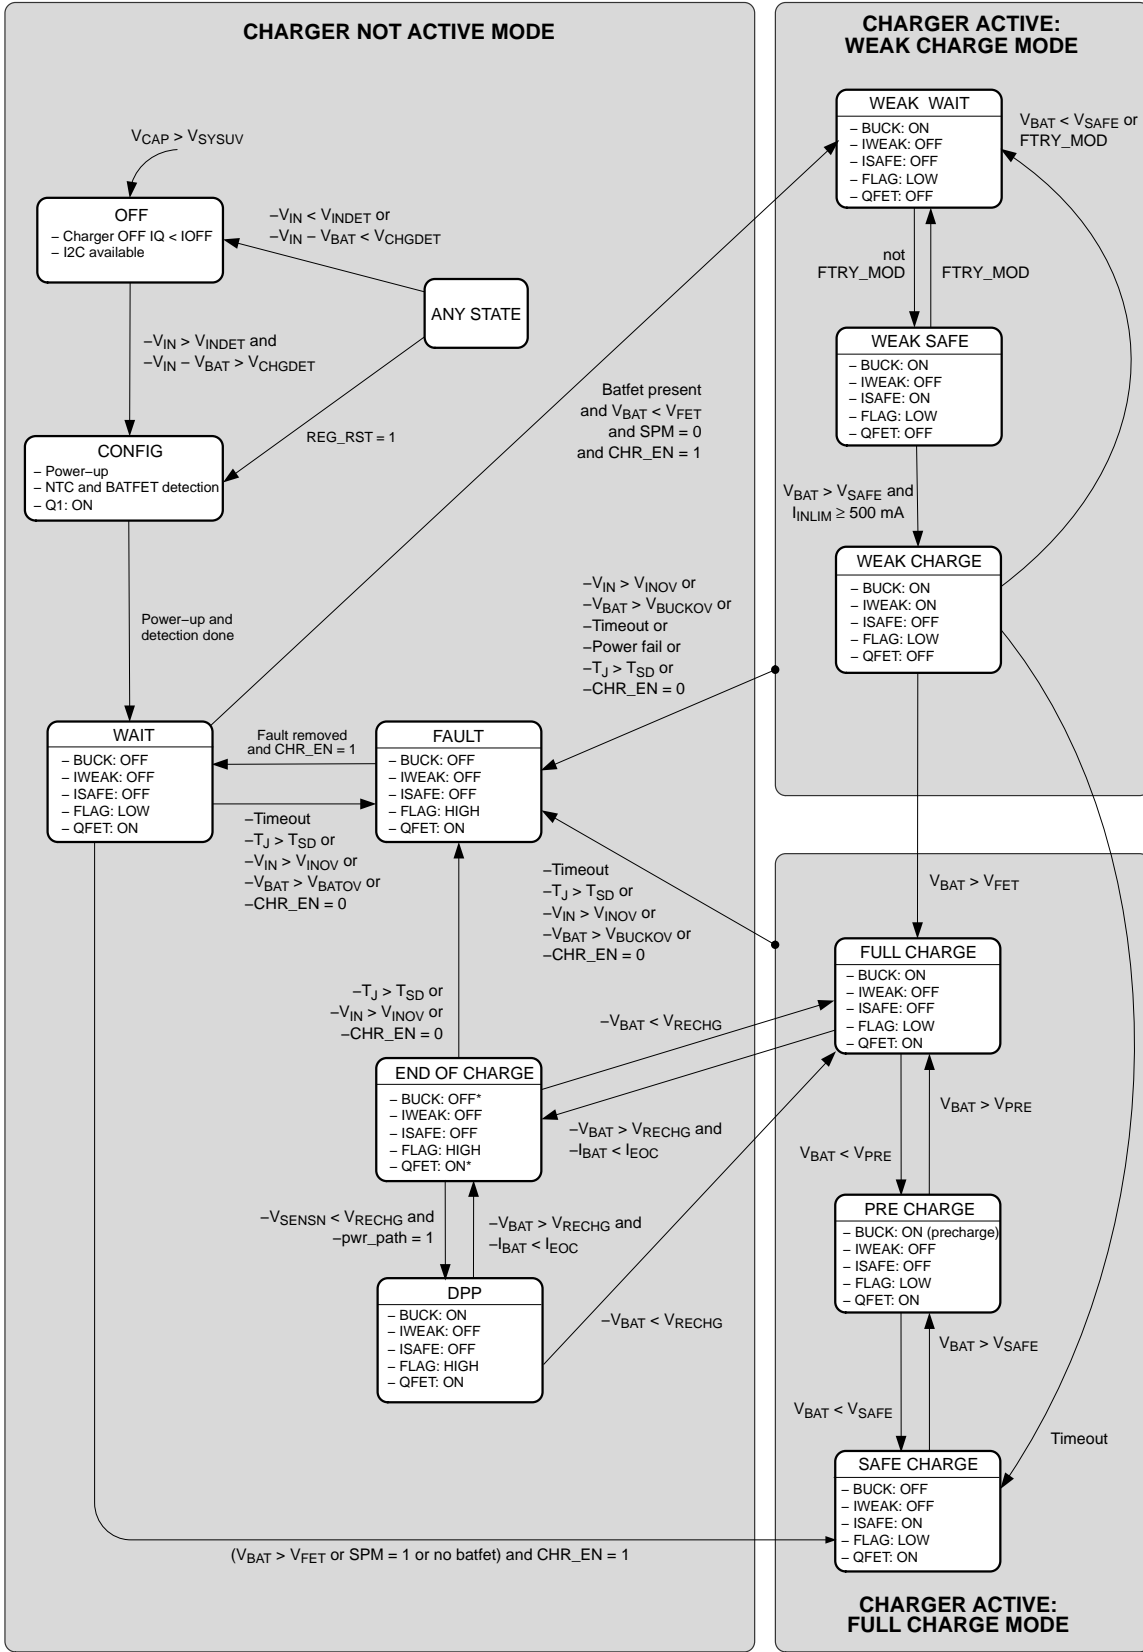 CHARGER NOT ACTIVE MODE
VCAP > VSYSUV
OFF
– Charger OFF IQ < IOFF
– I2C available
–VIN < VINDET or
–VIN – VBAT < VCHGDET
ANY STATE
–VIN > VINDET and
–VIN – VBAT > VCHGDET
REG_RST = 1
CONFIG
– Power–up
– NTC and BATFET detection
– Q1: ON
Batfet present
and VBAT < VFET
and SPM = 0
and CHR_EN = 1
Power–up and
detection done
WAIT
– BUCK: OFF
– IWEAK: OFF
– ISAFE: OFF
– FLAG: LOW
– QFET: ON
Fault removed
and CHR_EN = 1
–Timeout
–TJ > TSD or
–VIN > VINOV or
–VBAT > VBATOV or
–CHR_EN = 0
FAULT
– BUCK: OFF
– IWEAK: OFF
– ISAFE: OFF
– FLAG: HIGH
– QFET: ON
–VIN > VINOV or
–VBAT > VBUCKOV or
–Timeout or
–Power fail or
–TJ > TSD or
–CHR_EN = 0
–Timeout
–TJ > TSD or
–VIN > VINOV or
–VBAT > VBUCKOV or
–CHR_EN = 0
–TJ > TSD or
–VIN > VINOV or
–CHR_EN = 0
END OF CHARGE
– BUCK: OFF*
– IWEAK: OFF
– ISAFE: OFF
– FLAG: HIGH
– QFET: ON*
–VBAT < VRECHG
–VBAT > VRECHG and
–IBAT < IEOC
–VSENSN < VRECHG and
–pwr_path = 1
–VBAT > VRECHG and
–IBAT < IEOC
DPP
– BUCK: ON
– IWEAK: OFF
– ISAFE: OFF
– FLAG: HIGH
– QFET: ON
–VBAT < VRECHG
(VBAT > VFET or SPM = 1 or no batfet) and CHR_EN = 1
CHARGER ACTIVE:
WEAK CHARGE MODE
WEAK WAIT
– BUCK: ON
– IWEAK: OFF
– ISAFE: OFF
– FLAG: LOW
– QFET: OFF
VBAT < VSAFE or
FTRY_MOD
not
FTRY_MOD
FTRY_MOD
WEAK SAFE
– BUCK: ON
– IWEAK: OFF
– ISAFE: ON
– FLAG: LOW
– QFET: OFF
VBAT > VSAFE and
IINLIM ≥ 500 mA
WEAK CHARGE
– BUCK: ON
– IWEAK: ON
– ISAFE: OFF
– FLAG: LOW
– QFET: OFF
VBAT > VFET
FULL CHARGE
– BUCK: ON
– IWEAK: OFF
– ISAFE: OFF
– FLAG: LOW
– QFET: ON
VBAT > VPRE
VBAT < VPRE
PRE CHARGE
– BUCK: ON (precharge)
– IWEAK: OFF
– ISAFE: OFF
– FLAG: LOW
– QFET: ON
VBAT > VSAFE
VBAT < VSAFE
Timeout
SAFE CHARGE
– BUCK: OFF
– IWEAK: OFF
– ISAFE: ON
– FLAG: LOW
– QFET: ON
CHARGER ACTIVE:
FULL CHARGE MODE